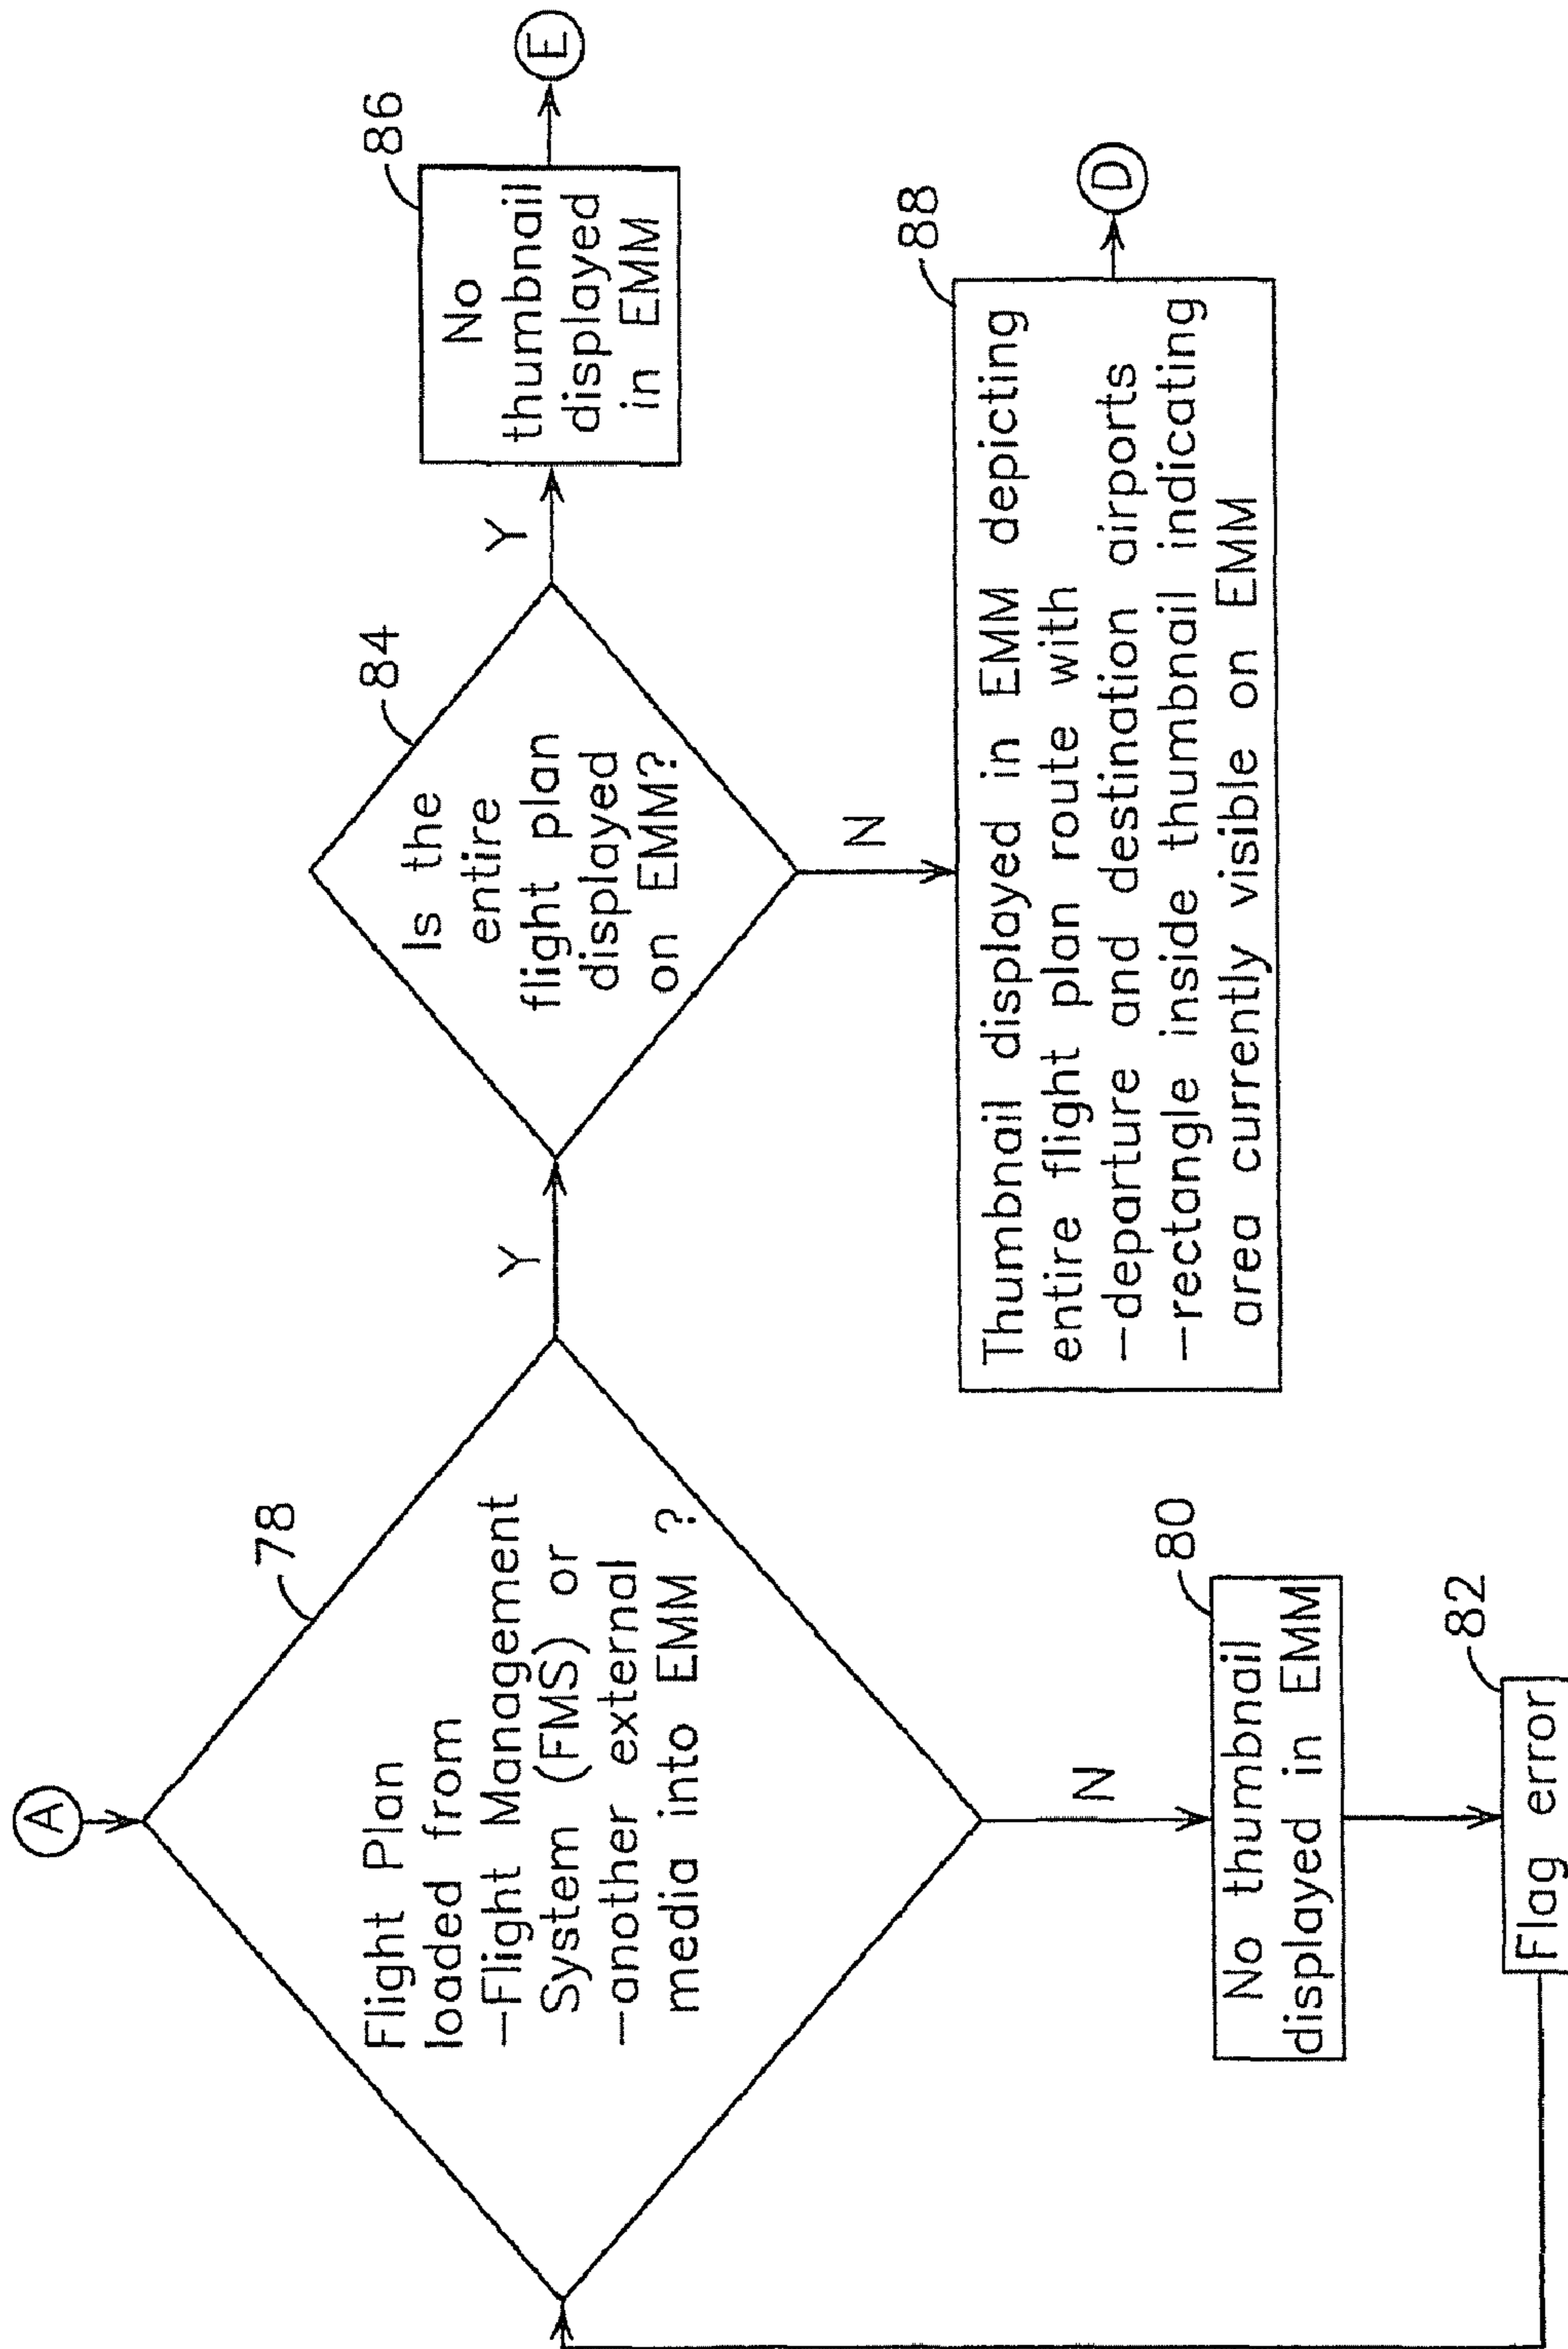 A
78
Flight Plan
loaded from
-Flight Management
System (FMS) or
-another external
media into EMM ?
Y
N
80
No thumbnail
displayed in EMM
82
Flag error
84
Is the
entire
flight plan
displayed
on EMM?
Y
N
86
No
thumbnail
displayed
in EMM
E
88
Thumbnail displayed in EMM depicting
entire flight plan route with
-departure and destination airports
-rectangle inside thumbnail indicating
area currently visible on EMM
D